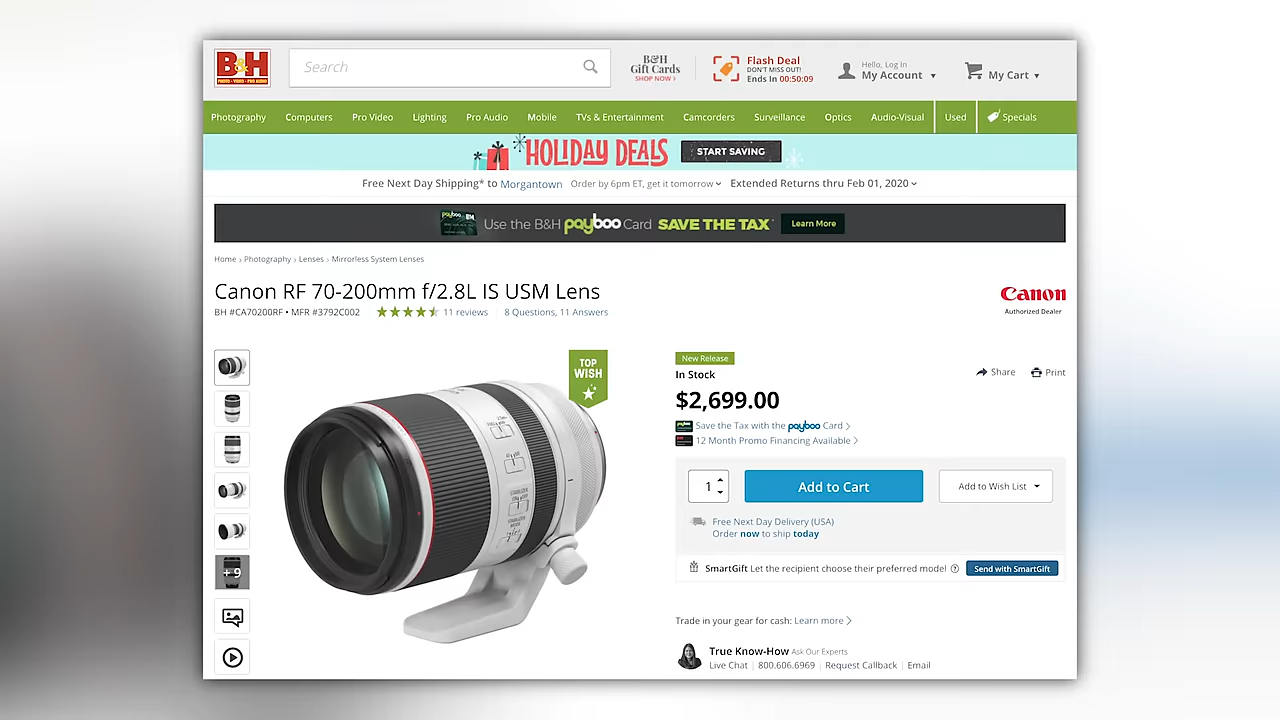 B&H
PHOTO • VIDEO • PRO AUDIO
Search
B&H
Gift Cards
SHOP NOW ›
Flash Deal
DON'T MISS OUT!
Ends In 00:50:09
Hello, Log In
My Account
My Cart
Photography Computers Pro Video Lighting Pro Audio Mobile TVs & Entertainment Camcorders Surveillance Optics Audio-Visual Used Specials
HOLIDAY DEALS START SAVING
Free Next Day Shipping* to Morgantown Order by 6pm ET, get it tomorrow Extended Returns thru Feb 01, 2020
Use the B&H payboo Card SAVE THE TAX* Learn More
Home › Photography › Lenses › Mirrorless System Lenses
Canon RF 70-200mm f/2.8L IS USM Lens
BH #CA70200RF • MFR #3792C002 11 reviews 8 Questions, 11 Answers
Canon
Authorized Dealer
TOP
WISH
New Release
In Stock
Share Print
$2,699.00
Save the Tax with the payboo Card
12 Month Promo Financing Available
1 Add to Cart Add to Wish List
Free Next Day Delivery (USA)
Order now to ship today
SmartGift Let the recipient choose their preferred model! Send with SmartGift
+ 9
Trade in your gear for cash: Learn more
True Know-How Ask Our Experts
Live Chat | 800.606.6969 | Request Callback | Email